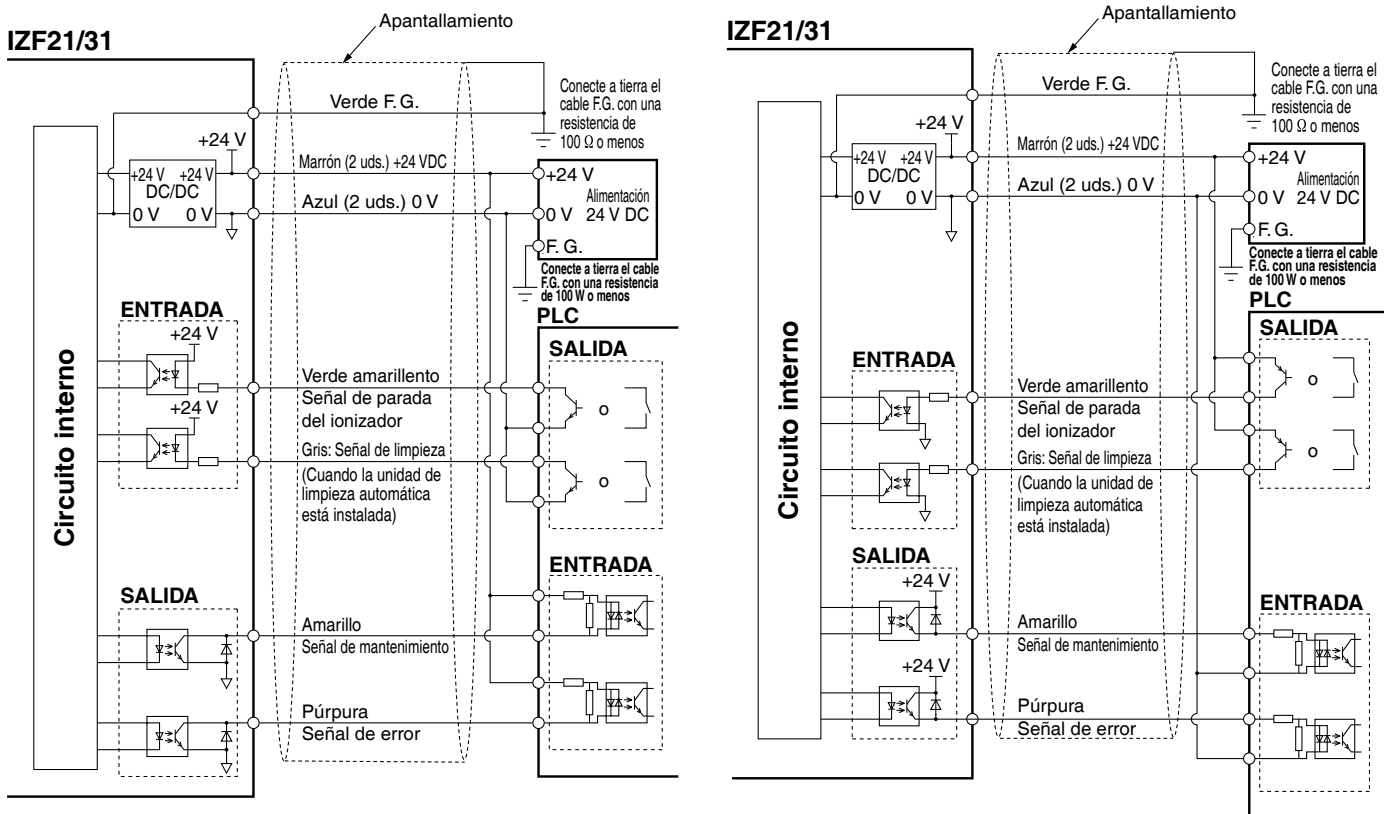 IZF21/31
Apantallamiento
Verde F. G.
Conecte a tierra el
cable F.G. con una
resistencia de
100 Ω o menos
+24 V
Marrón (2 uds.) +24 VDC
+24 V +24 V
DC/DC
0 V 0 V
Azul (2 uds.) 0 V
+24 V
Alimentación
0 V 24 V DC
F. G.
Conecte a tierra el cable
F.G. con una resistencia
de 100 W o menos
PLC
Circuito interno
ENTRADA
+24 V
+24 V
SALIDA
Verde amarillento
Señal de parada
del ionizador
o
Gris: Señal de limpieza
(Cuando la unidad de
limpieza automática
está instalada)
o
SALIDA
ENTRADA
Amarillo
Señal de mantenimiento
Púrpura
Señal de error
IZF21/31
Apantallamiento
Verde F. G.
Conecte a tierra el
cable F.G. con una
resistencia de
100 Ω o menos
+24 V
Marrón (2 uds.) +24 VDC
+24 V +24 V
DC/DC
0 V 0 V
Azul (2 uds.) 0 V
+24 V
Alimentación
0 V 24 V DC
F. G.
Conecte a tierra el cable
F.G. con una resistencia
de 100 W o menos
PLC
SALIDA
Circuito interno
ENTRADA
Verde amarillento
Señal de parada
del ionizador
o
Gris: Señal de limpieza
(Cuando la unidad de
limpieza automática
está instalada)
o
SALIDA
+24 V
+24 V
ENTRADA
Amarillo
Señal de mantenimiento
Púrpura
Señal de error